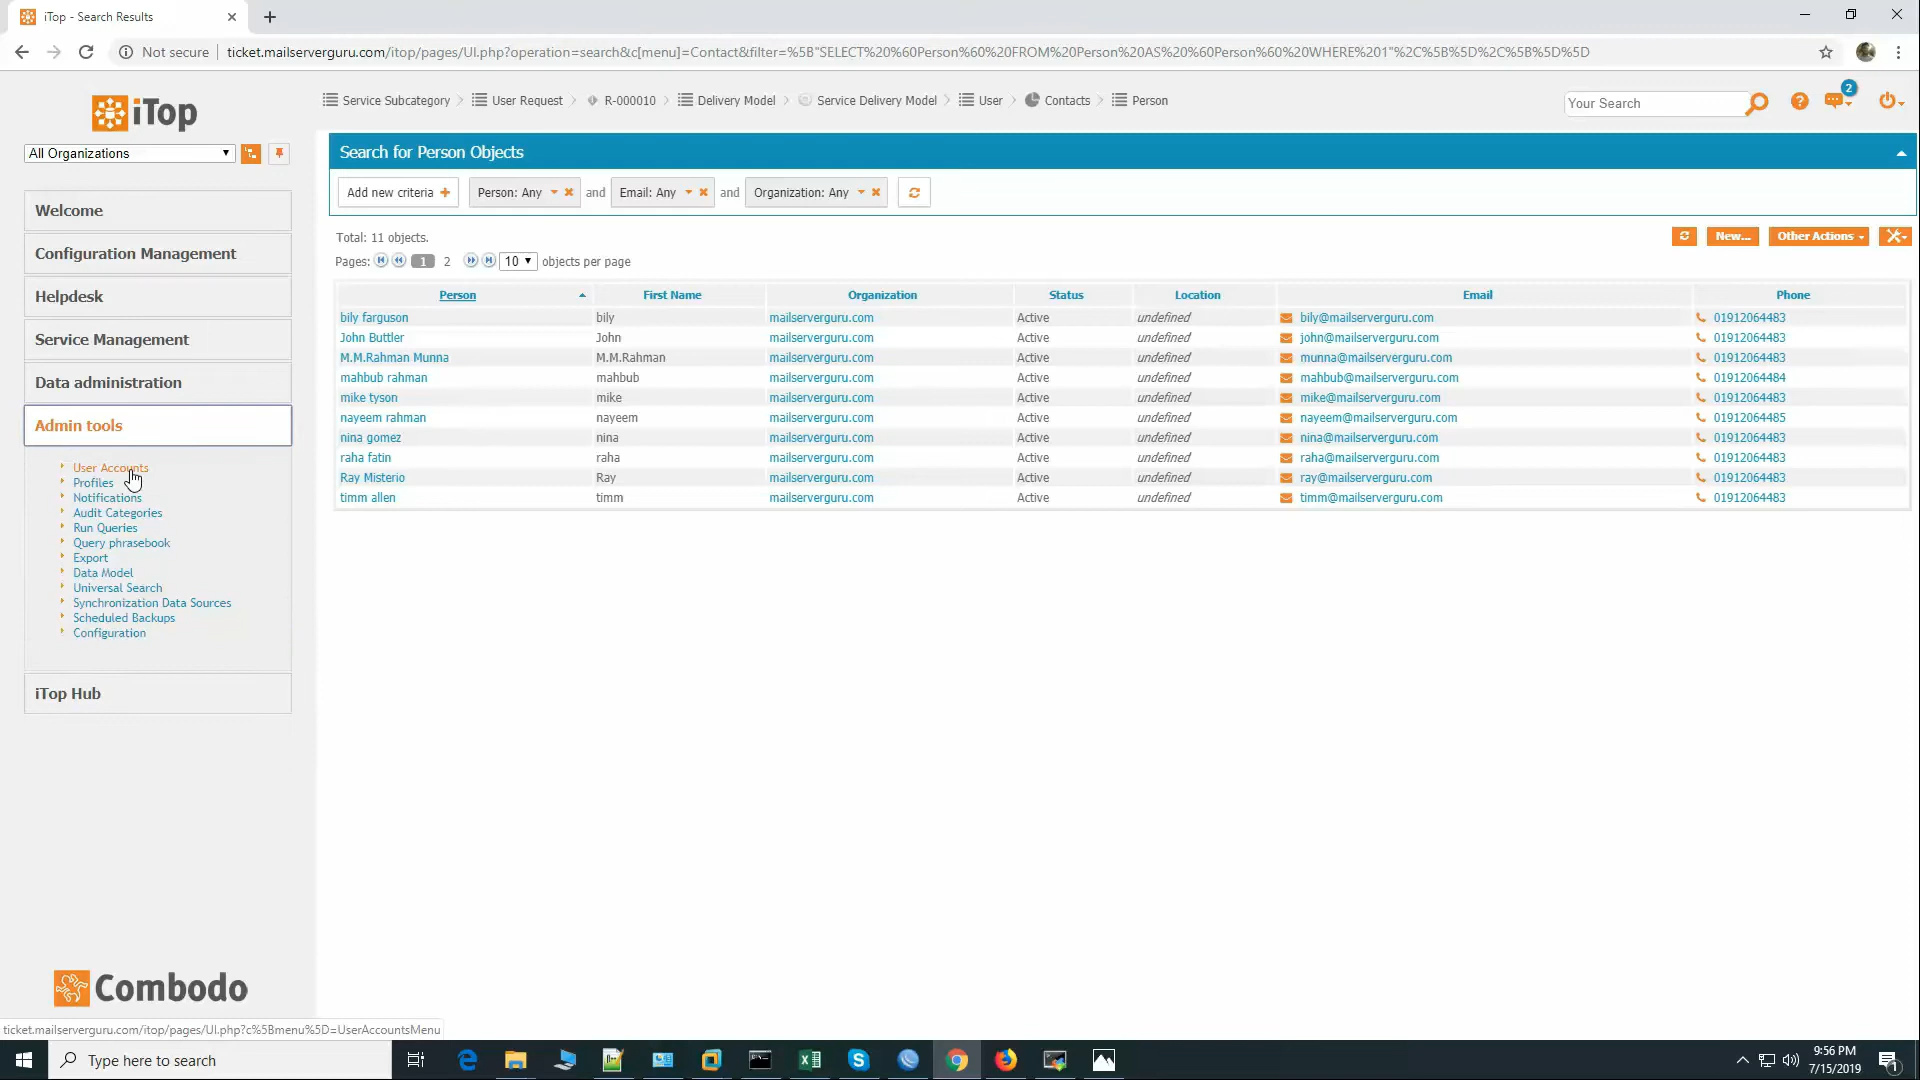 iTop - Search Results
Not secure
ticket.mailserverguru.com/itop/pages/UI.php?operation=search&c[menu]=Contact&filter=%5B"SELECT%20%60Person%60%20FROM%20Person%20AS%20%60Person%60%20WHERE%201"%2C%5B%5D%2C%5B%5D%5D
iTop
Service Subcategory
User Request
R-000010
Delivery Model
Service Delivery Model
User
Contacts
Person
Your Search
2
All Organizations
Search for Person Objects
Add new criteria
Person: Any
and
Email: Any
and
Organization: Any
Total: 11 objects.
New...
Other Actions
Pages:
1
2
10
objects per page
Person First Name Organization Status Location Email Phone
bily farguson bily mailserverguru.com Active undefined bily@mailserverguru.com 01912064483
John Buttler John mailserverguru.com Active undefined john@mailserverguru.com 01912064483
M.M.Rahman Munna M.M.Rahman mailserverguru.com Active undefined munna@mailserverguru.com 01912064483
mahbub rahman mahbub mailserverguru.com Active undefined mahbub@mailserverguru.com 01912064484
mike tyson mike mailserverguru.com Active undefined mike@mailserverguru.com 01912064483
nayeem rahman nayeem mailserverguru.com Active undefined nayeem@mailserverguru.com 01912064485
nina gomez nina mailserverguru.com Active undefined nina@mailserverguru.com 01912064483
raha fatin raha mailserverguru.com Active undefined raha@mailserverguru.com 01912064483
Ray Misterio Ray mailserverguru.com Active undefined ray@mailserverguru.com 01912064483
timm allen timm mailserverguru.com Active undefined timm@mailserverguru.com 01912064483
Welcome
Configuration Management
Helpdesk
Service Management
Data administration
Admin tools
User Accounts
Profiles
Notifications
Audit Categories
Run Queries
Query phrasebook
Export
Data Model
Universal Search
Synchronization Data Sources
Scheduled Backups
Configuration
iTop Hub
Combodo
ticket.mailserverguru.com/itop/pages/UI.php?c%5Bmenu%5D=UserAccountsMenu
Type here to search
9:56 PM
7/15/2019
1